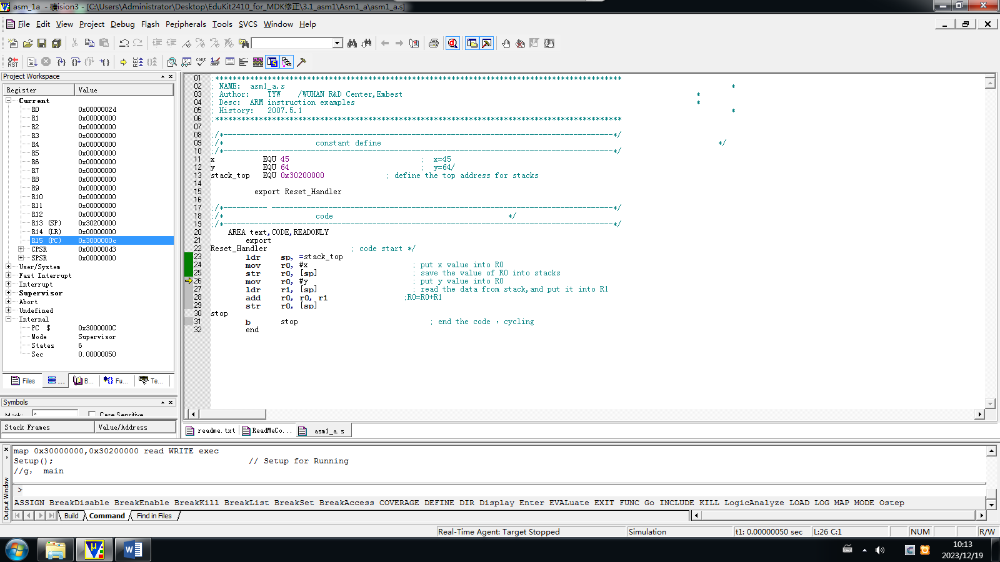 asm_1a - 礦ision3 - [C:\Users\Administrator\Desktop\EduKit2410_for_MDK修正\3.1_asm1\Asm1_a\asm1_a.s]
File Edit View Project Debug Flash Peripherals Tools SVCS Window Help
Project Workspace
Register Value
Current
R0 0x0000002d
R1 0x00000000
R2 0x00000000
R3 0x00000000
R4 0x00000000
R5 0x00000000
R6 0x00000000
R7 0x00000000
R8 0x00000000
R9 0x00000000
R10 0x00000000
R11 0x00000000
R12 0x00000000
R13 (SP) 0x30200000
R14 (LR) 0x00000000
R15 (PC) 0x3000000c
CPSR 0x000000d3
SPSR 0x00000000
User/System
Fast Interrupt
Interrupt
Supervisor
Abort
Undefined
Internal
PC $ 0x3000000C
Mode Supervisor
States 6
Sec 0.00000050
Files ... B... Fu... Te...
Symbols
Mask: * Case Sensitive
Stack Frames Value/Address
01 ;*********************************************************************************************
02 ; NAME: asm1_a.s *
03 ; Author: TYW /WUHAN R&D Center,Embest *
04 ; Desc: ARM instruction examples *
05 ; History: 2007.5.1 *
06 ;*********************************************************************************************
07
08 ;/*-----------------------------------------------------------------------------------------*/
09 ;/* constant define */
10 ;/*-----------------------------------------------------------------------------------------*/
11 x EQU 45 ; x=45
12 y EQU 64 ; y=64/
13 stack_top EQU 0x30200000 ; define the top address for stacks
14
15 export Reset_Handler
16
17 ;/*---------- ------------------------------------------------------------------------------*/
18 ;/* code */
19 ;/*-----------------------------------------------------------------------------------------*/
20 AREA text,CODE,READONLY
21 export
22 Reset_Handler ; code start */
23 ldr sp, =stack_top
24 mov r0, #x ; put x value into R0
25 str r0, [sp] ; save the value of R0 into stacks
26 mov r0, #y ; put y value into R0
27 ldr r1, [sp] ; read the data from stack,and put it into R1
28 add r0, r0, r1 ;R0=R0+R1
29 str r0, [sp]
30 stop
31 b stop ; end the code ，cycling
32 end
readme.txt ReadMeCo... asm1_a.s
Output Window
map 0x30000000,0x30200000 read WRITE exec
Setup(); // Setup for Running
//g, main
>
ASSIGN BreakDisable BreakEnable BreakKill BreakList BreakSet BreakAccess COVERAGE DEFINE DIR Display Enter EVALuate EXIT FUNC Go INCLUDE KILL LogicAnalyze LOAD LOG MAP MODE Ostep
Build Command Find in Files
Real-Time Agent: Target Stopped Simulation t1: 0.00000050 sec L:26 C:1 NUM R/W
10:13
2023/12/19